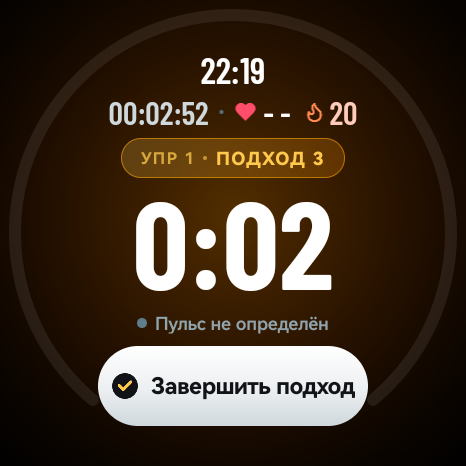 22:19
00:02:52 · -- 20
УПР 1 • ПОДХОД 3
0:02
Пульс не определён
Завершить подход